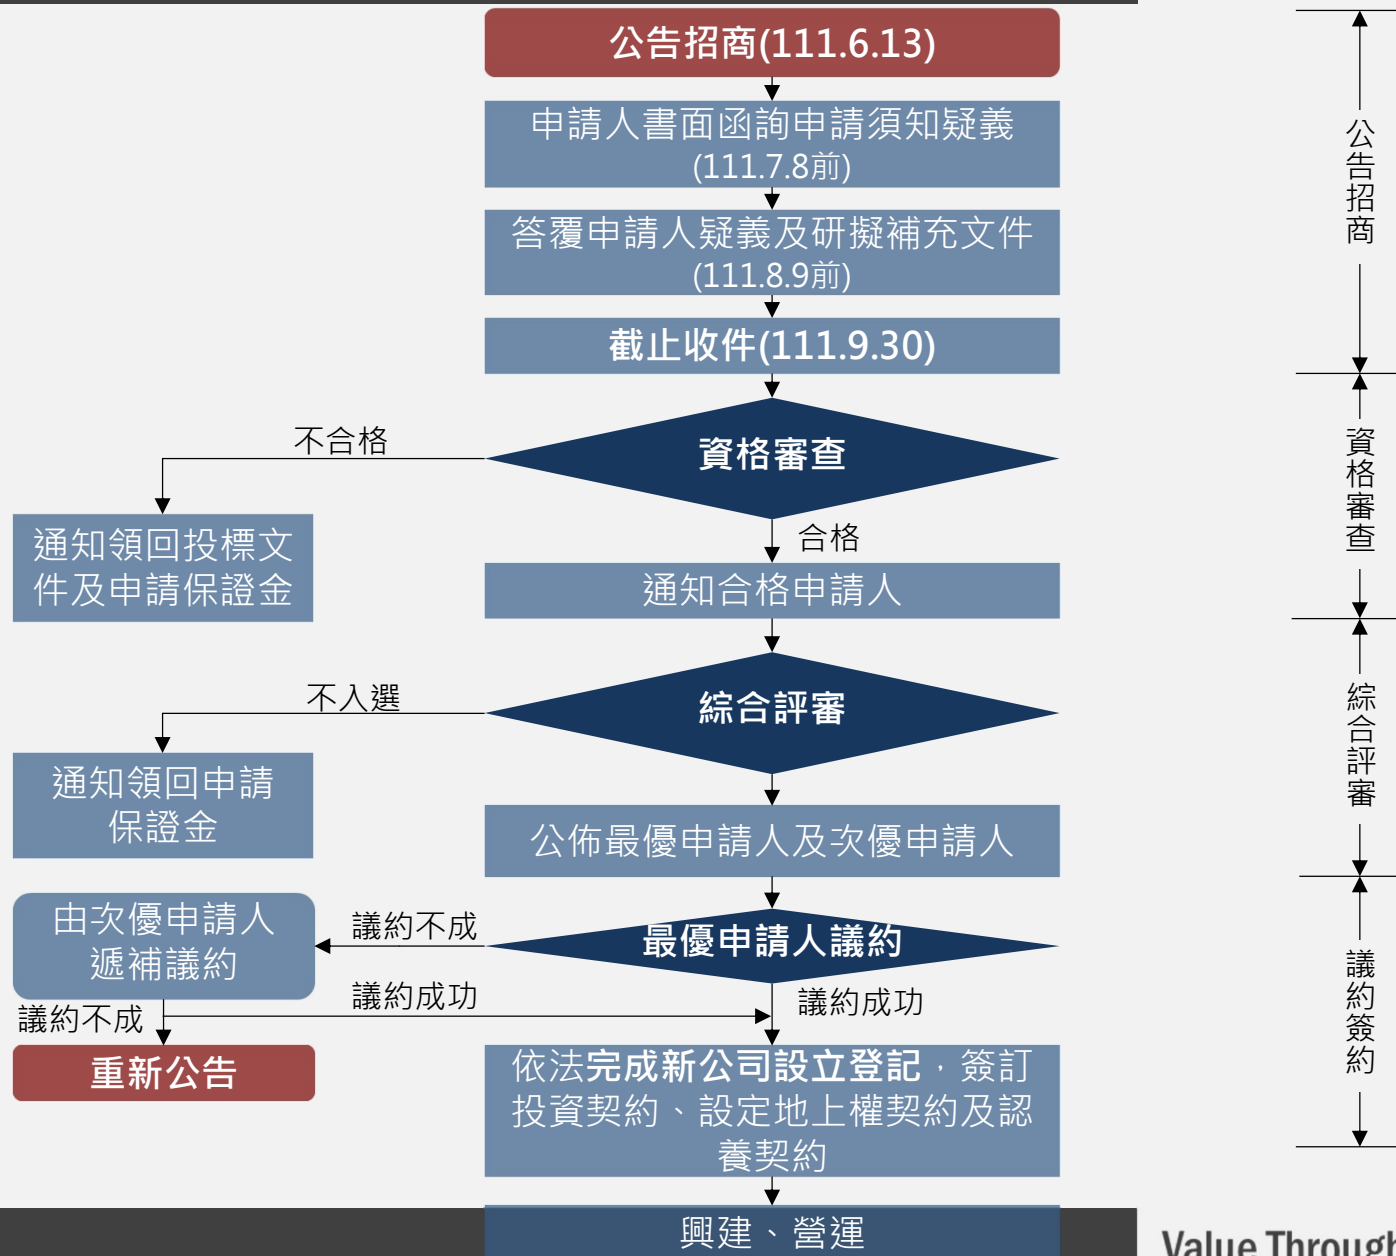 公告招商(111.6.13)
申請人書面函詢申請須知疑義
(111.7.8前)
答覆申請人疑義及研擬補充文件
(111.8.9前)
截止收件(111.9.30)
資格審查
不合格
通知領回投標文
件及申請保證金
合格
通知合格申請人
綜合評審
不入選
通知領回申請
保證金
公佈最優申請人及次優申請人
最優申請人議約
議約不成
由次優申請人
遞補議約
議約成功
議約成功
議約不成
重新公告
依法完成新公司設立登記，簽訂
投資契約、設定地上權契約及認
養契約
興建、營運
公告招商
資格審查
綜合評審
議約簽約
Value Through